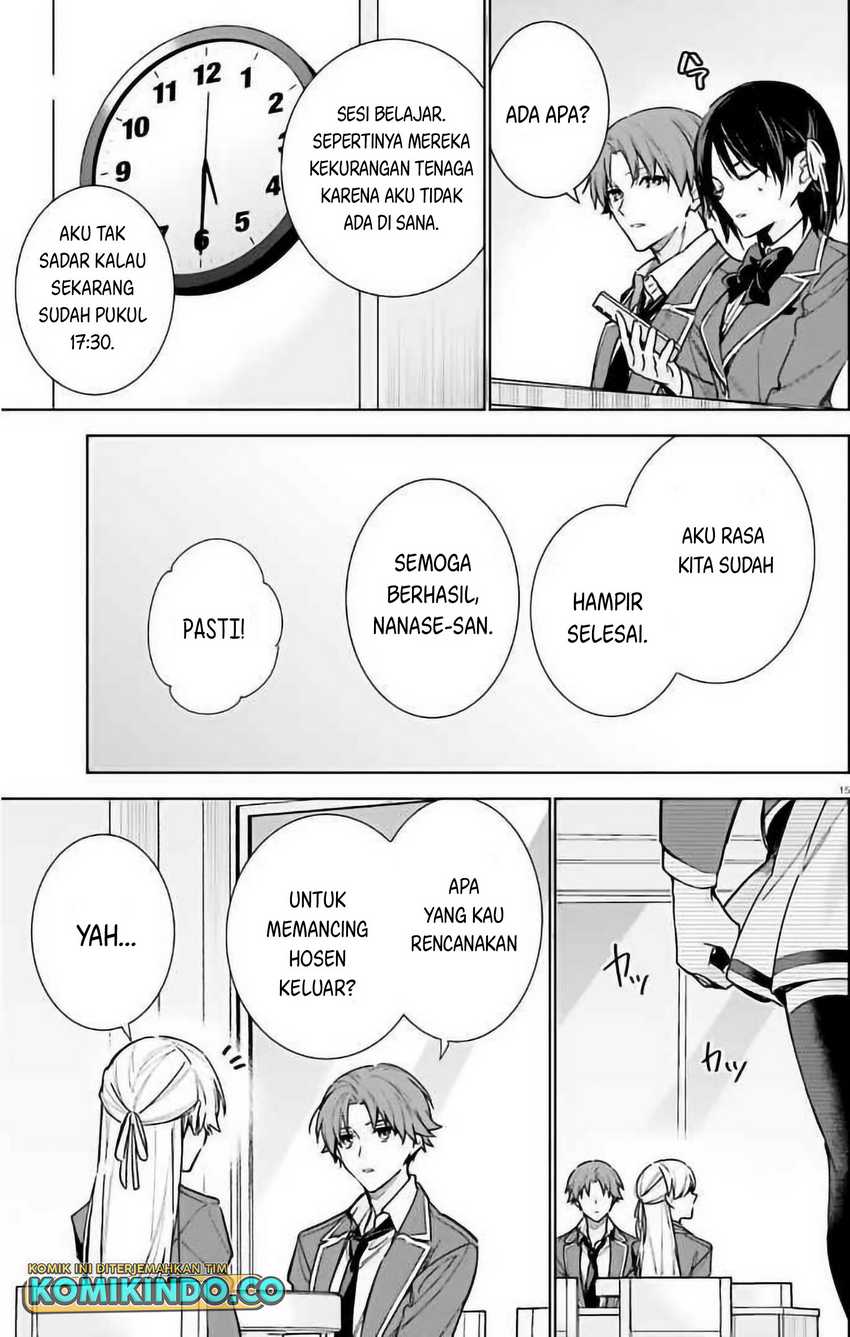 ADA APA?
ハァ
SESI BELAJAR.
SEPERTINYA MEREKA
KEKURANGAN TENAGA
KARENA AKU TIDAK
ADA DI SANA.
12
1
2
3
4
5
6
9
10
11
AKU TAK
SADAR KALAU
SEKARANG
SUDAH PUKUL
17:30.
AKU RASA
KITA SUDAH
HAMPIR
SELESAI.
SEMOGA
BERHASIL,
NANASE-SAN.
PASTI!
15
カッ
カッ
APA
YANG KAU
RENCANAKAN
UNTUK
MEMANCING
HOSEN
KELUAR?
YAH...
KOMIK INI DITERJEMAHKAN TIM
KOMIKINDO.CO